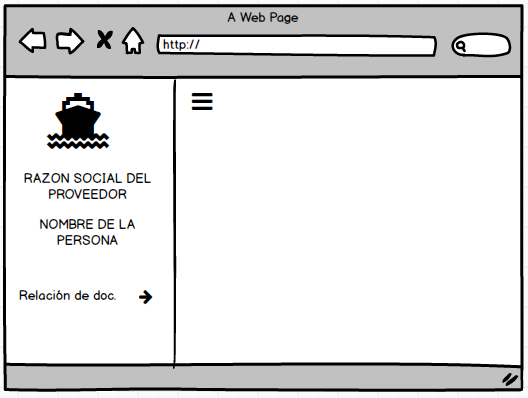 A Web Page
http://
RAZON SOCIAL DEL
PROVEEDOR
NOMBRE DE LA
PERSONA
Relación de doc.